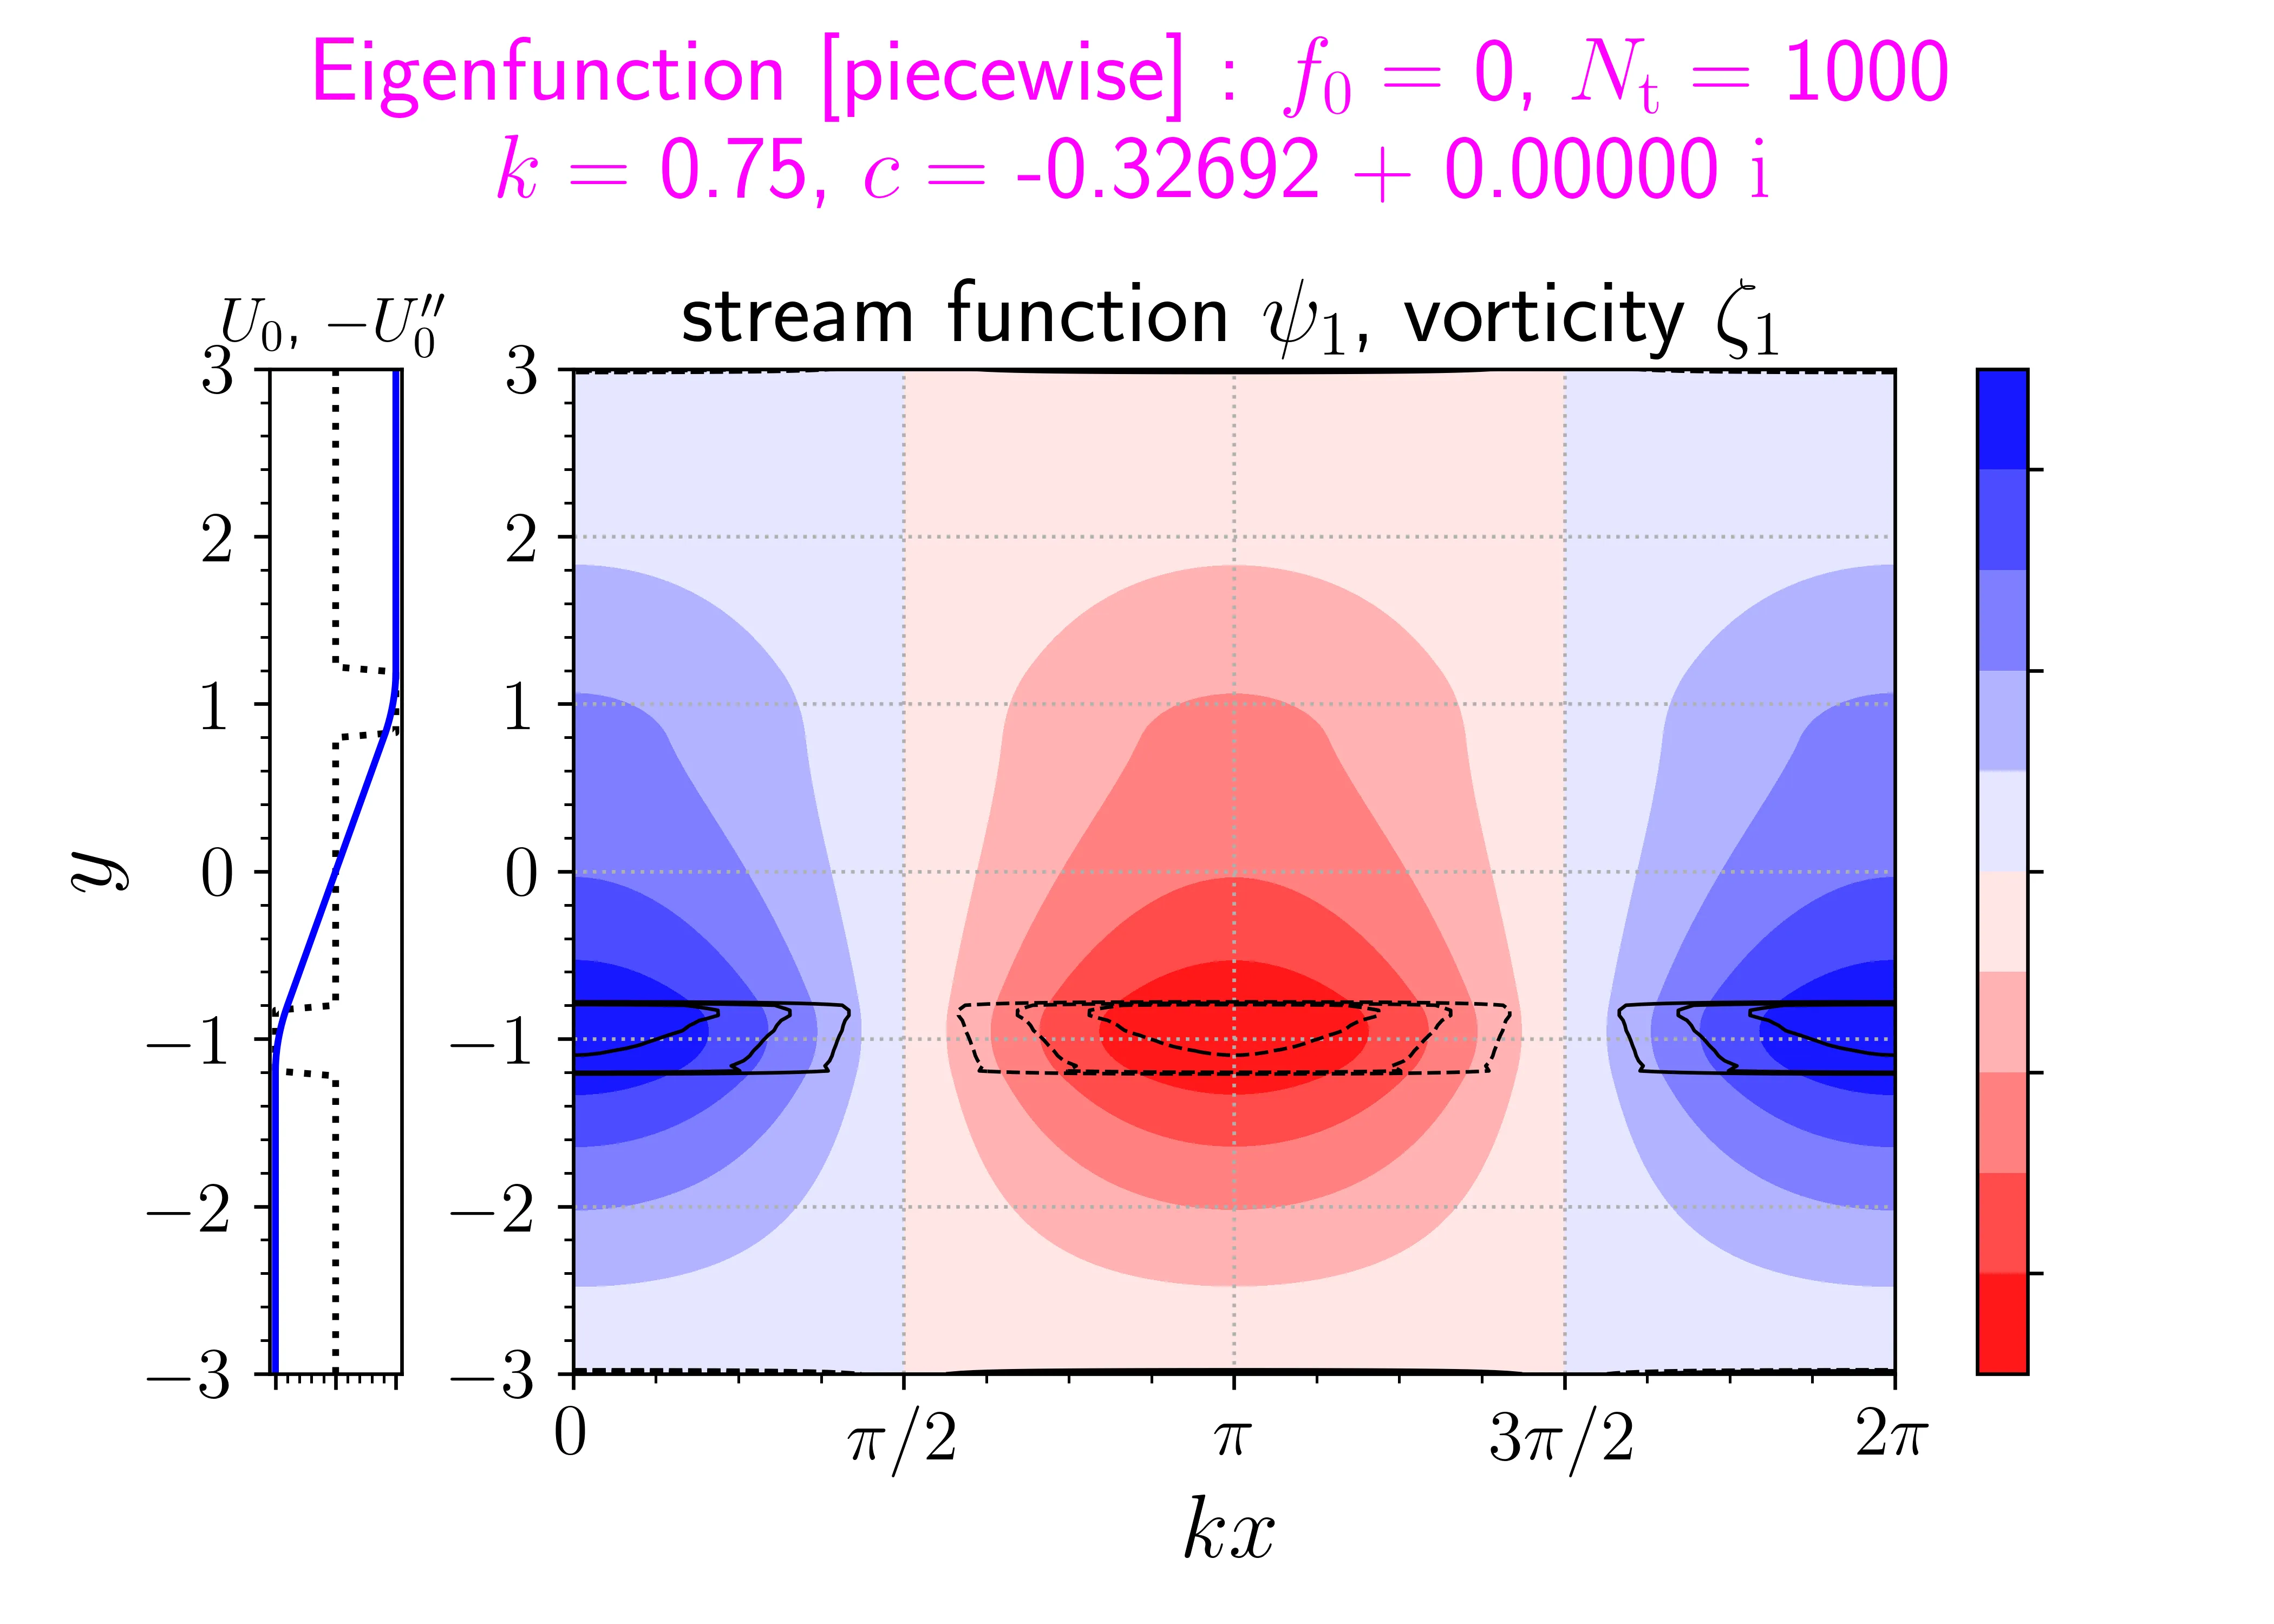 Eigenfunction [piecewise] : f₀ = 0, Nₜ = 1000
k = 0.75, c = -0.32692 + 0.00000 i
U₀, −U₀″
stream function ψ₁, vorticity ζ₁
3
2
1
0
−1
−2
−3
y
3
2
1
0
−1
−2
−3
0 π/2 π 3π/2 2π
kx